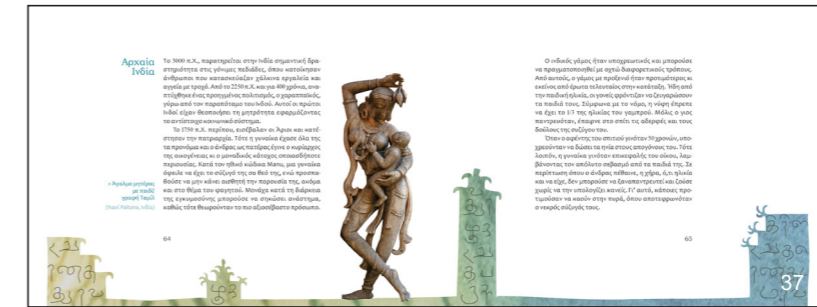 Αρχαία
Ινδία
Το 5000 π.Χ., παρατηρείται στην Ινδία σημαντική δρα-
στηριότητα στις γόνιμες πεδιάδες, όπου κατοίκησαν
άνθρωποι που κατασκεύαζαν χάλκινα εργαλεία και
αγγεία με τροχό. Από το 2250 π.Χ. και για 400 χρόνια, ανα-
πτύχθηκε ένας προηγμένος πολιτισμός, ο χαραππαϊκός,
γύρω από τον παραπόταμο του Ινδού. Αυτοί οι πρώτοι
Ινδοί είχαν θεσπονήσει τη μητρότητα εφαρμόζοντας
το αντίστοιχο κοινωνικό σύστημα.
Το 1750 π.Χ. περίπου, εισέβαλαν οι Άριοι και κατέ-
στησαν την πατριαρχία. Τότε η γυναίκα έχασε όλα της
τα προνόμια και ο άνδρας ως πατέρας έγινε ο κυρίαρχος
της οικογένειας κι ο μοναδικός κάτοχος οποιασδήποτε
περιουσίας. Κατά τον ηθικό κώδικα Manu, μια γυναίκα
όφειλε να έχει το σύζυγό της σα θεό της, ενώ προσπα-
θούσε να μην κάνει αισθητή την παρουσία της, ακόμα
και στο θέμα του φαγητού. Μονάχα κατά τη διάρκεια
της εγκυμοσύνης μπορούσε να σηκώσει ανάστημα,
καθώς τότε θεωρούνταν το πιο αξιοσέβαστο πρόσωπο.
Άγαλμα μητέρας
με παιδί
γραφή Ταμίλ
64
Ο ινδικός γάμος ήταν υποχρεωτικός και μπορούσε
να πραγματοποιηθεί με οχτώ διαφορετικούς τρόπους.
Από αυτούς, ο γάμος με προξενιό ήταν προτιμότερος κι
εκείνος από έρωτα τελευταίος στην κατάταξη. Ήδη από
την παιδική ηλικία, οι γονείς φρόντιζαν να ζευγαρώσουν
τα παιδιά τους. Σύμφωνα με το νόμο, η νύφη έπρεπε
να έχει το 1/3 της ηλικίας του γαμπρού. Μόλις ο γιος
παντρευόταν, έπαιρνε στο σπίτι τις αδερφές και τους
δούλους της συζύγου του.
Όταν ο αφέντης του σπιτιού γινόταν 50 χρονών, υπο-
χρεούνταν να δώσει τα ηνία στους απογόνους του. Τότε
λοιπόν, η γυναίκα γινόταν επικεφαλής του οίκου, λαμ-
βάνοντας τον απόλυτο σεβασμό από τα παιδιά της. Σε
περίπτωση όπου ο άνδρας πέθαινε, η χήρα, ό,τι ηλικία
και να είχε, δεν μπορούσε να ξαναπαντρευτεί και ζούσε
χωρίς να την υπολογίζει κανείς. Γι' αυτό, κάποιες προ-
τιμούσαν να καούν στην πυρά, όπου αποτεφρωνόταν
ο νεκρός σύζυγός τους.
65
37